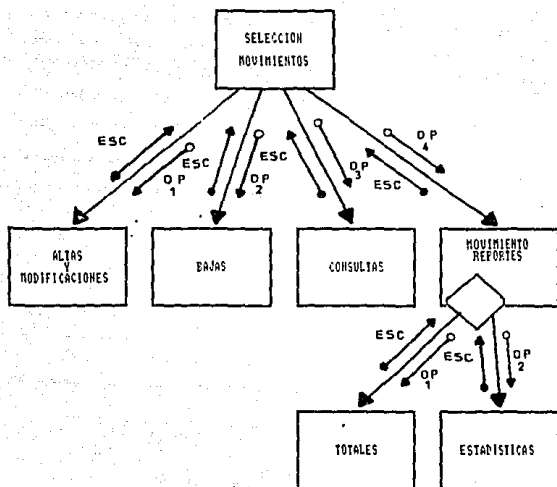 SELECCION
MOVIMIENTOS
ESC
OP
1
ESC
OP
2
ESC
OP
3
OP
4
ESC
ALTAS
Y
MODIFICACIONES
BAJAS
CONSULTAS
MOVIMIENTO
REPORTES
ESC
OP
1
ESC
OP
2
TOTALES
ESTADISTICAS